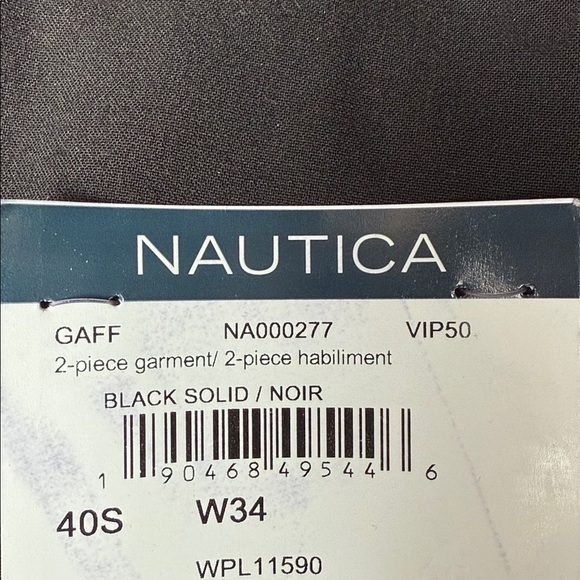 NAUTICA
GAFF NA000277 VIP50
2-piece garment/ 2-piece habiliment
BLACK SOLID / NOIR
1 90468 49544 6
40S W34
WPL11590